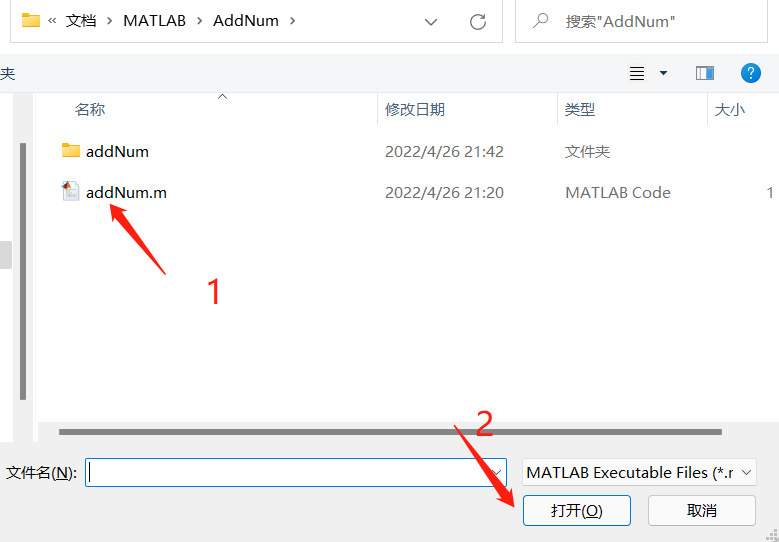 « 文档 > MATLAB > AddNum >
搜索"AddNum"
夹
名称 修改日期 类型 大小
addNum 2022/4/26 21:42 文件夹
addNum.m 2022/4/26 21:20 MATLAB Code 1
1
2
文件名(N): MATLAB Executable Files (*.r
打开(O) 取消